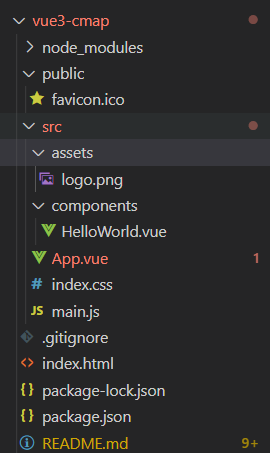 vue3-cmap
node_modules
public
favicon.ico
src
assets
logo.png
components
HelloWorld.vue
App.vue 1
# index.css
JS main.js
.gitignore
<> index.html
{} package-lock.json
{} package.json
README.md 9+